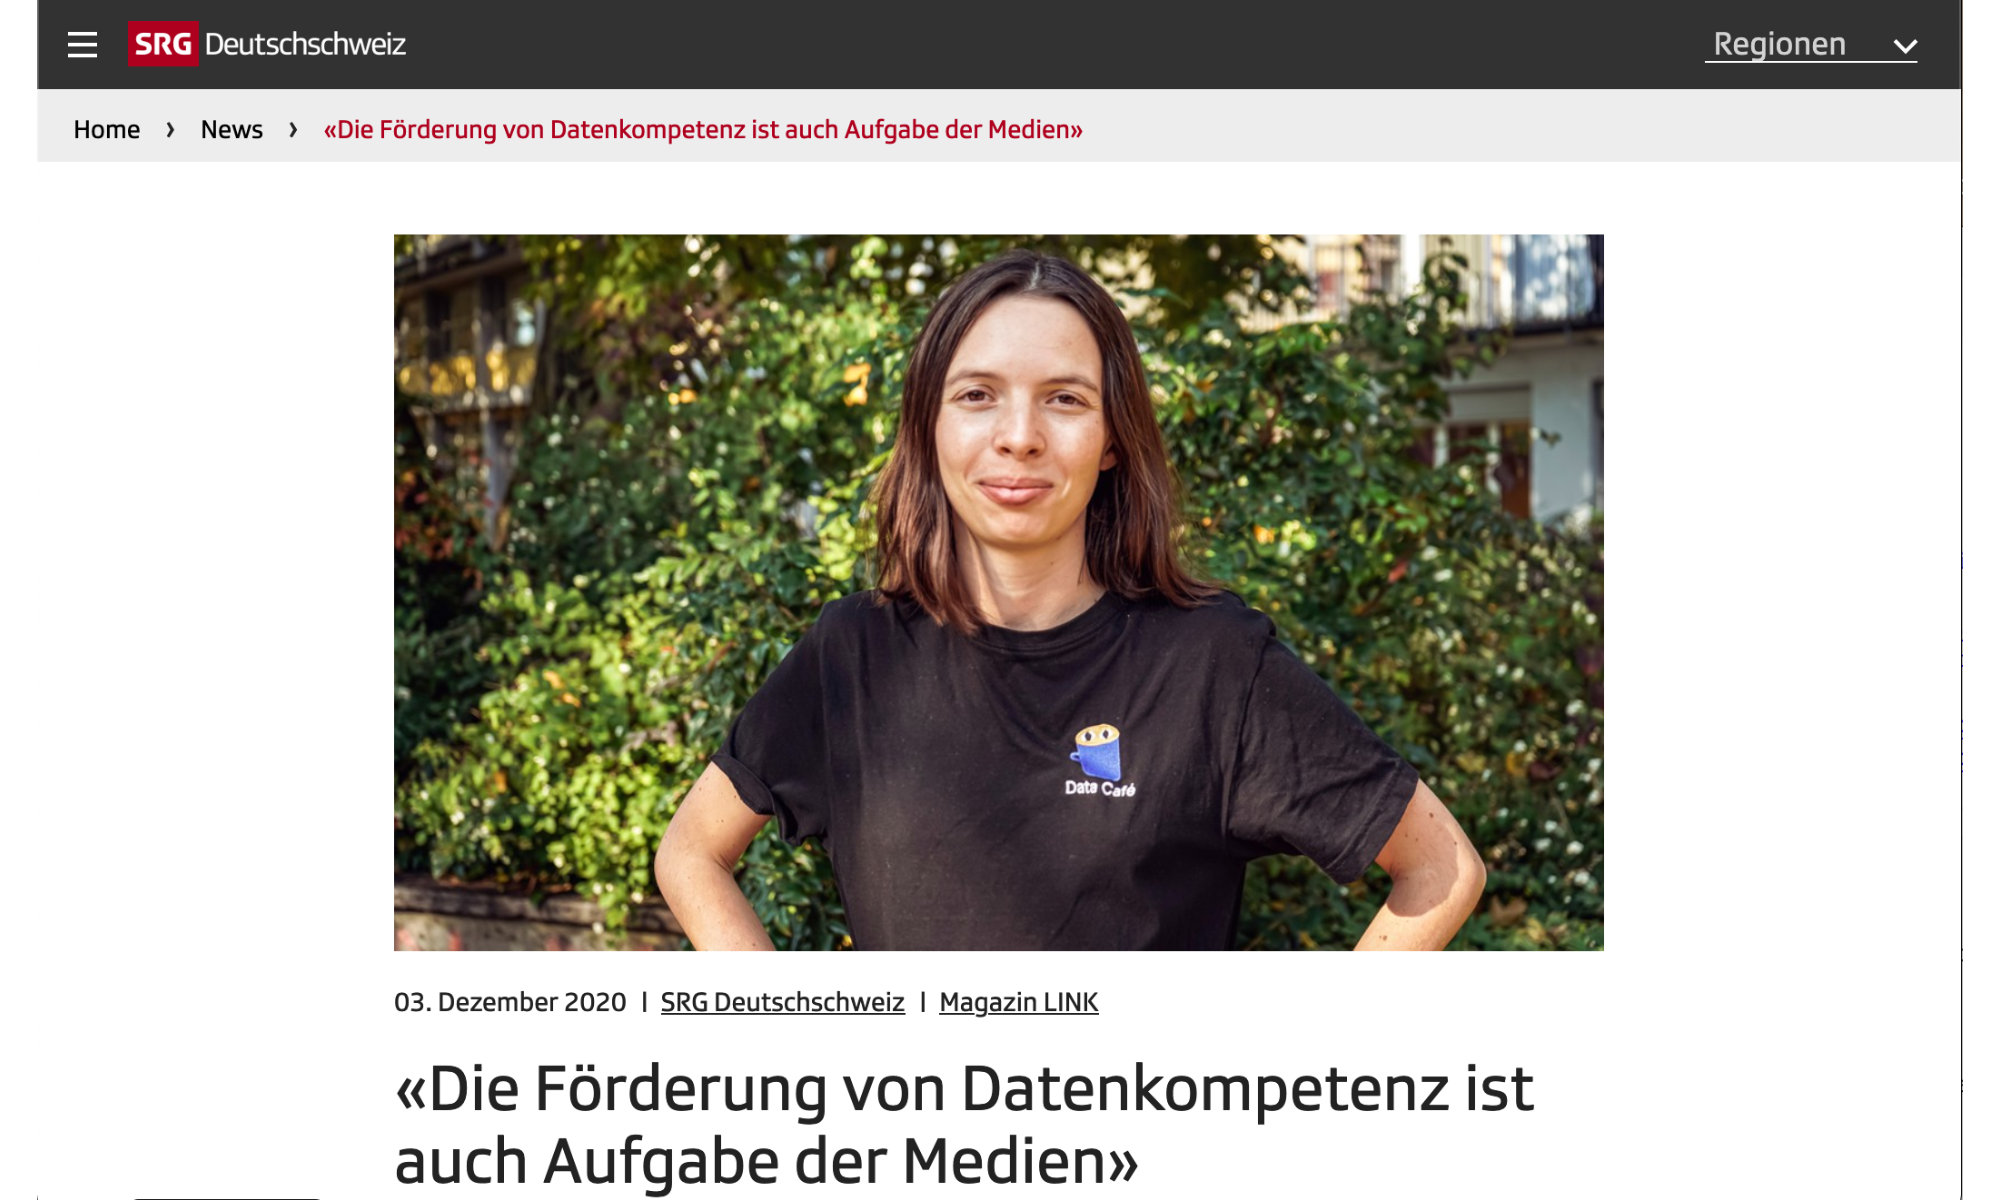 SRG Deutschschweiz
Regionen
Home › News › «Die Förderung von Datenkompetenz ist auch Aufgabe der Medien»
Data Café
03. Dezember 2020 | SRG Deutschschweiz | Magazin LINK
«Die Förderung von Datenkompetenz ist
auch Aufgabe der Medien»